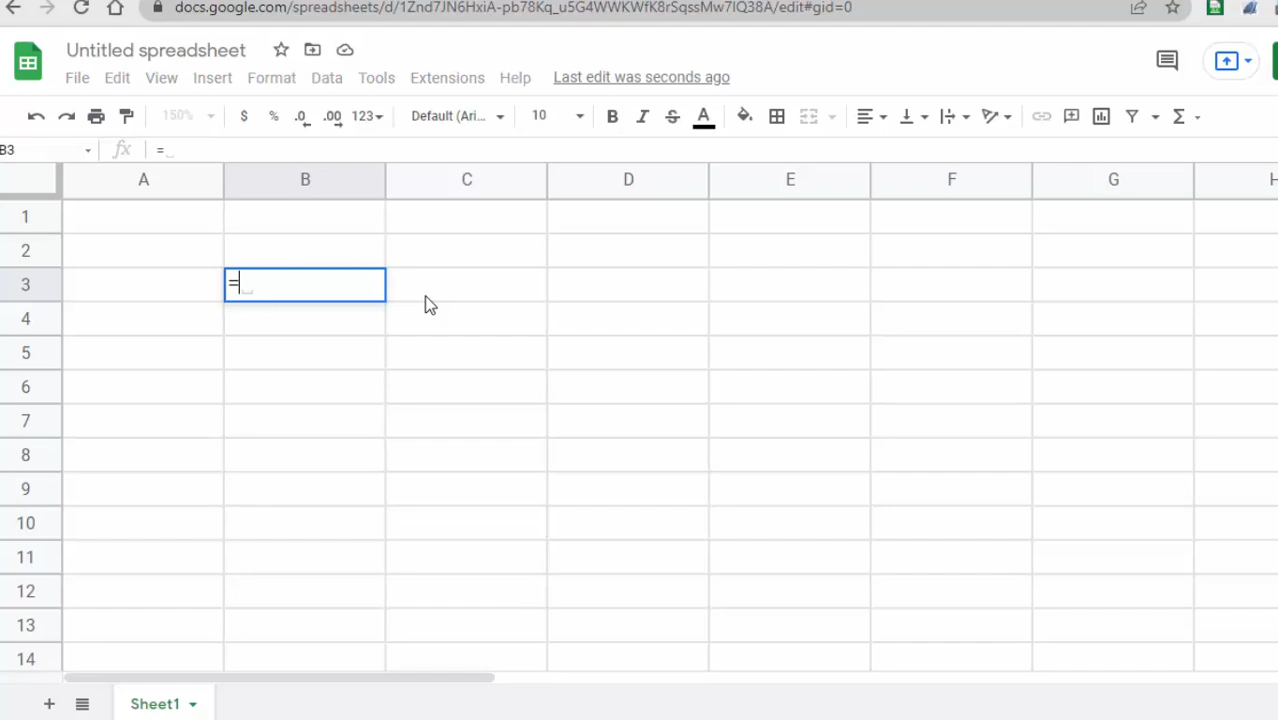 docs.google.com/spreadsheets/d/1Znd7JN6HxiA-pb78Kq_u5G4WWKWfK8rSqssMw7IQ38A/edit#gid=0
Untitled spreadsheet
File Edit View Insert Format Data Tools Extensions Help Last edit was seconds ago
150% $ % .0 .00 123 Default (Ari... 10 B I S A Σ
B3 fx =
A B C D E F G H
1
2
3 =
4
5
6
7
8
9
10
11
12
13
14
+ Sheet1